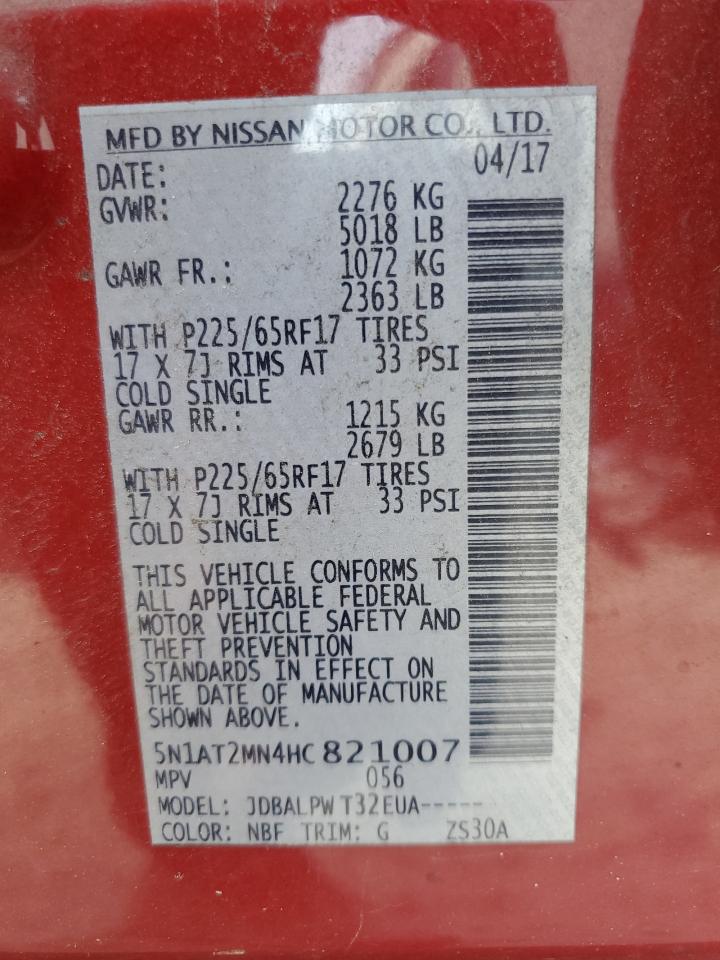 MFD BY NISSAN MOTOR CO., LTD.
DATE: 04/17
GVWR: 2276 KG
5018 LB
GAWR FR.: 1072 KG
2363 LB
WITH P225/65RF17 TIRES
17 X 7J RIMS AT 33 PSI
COLD SINGLE
GAWR RR.: 1215 KG
2679 LB
WITH P225/65RF17 TIRES
17 X 7J RIMS AT 33 PSI
COLD SINGLE
THIS VEHICLE CONFORMS TO
ALL APPLICABLE FEDERAL
MOTOR VEHICLE SAFETY AND
THEFT PREVENTION
STANDARDS IN EFFECT ON
THE DATE OF MANUFACTURE
SHOWN ABOVE.
5N1AT2MN4HC821007
MPV 056
MODEL: JDBALPW T32EUA-----
COLOR: NBF TRIM: G ZS30A